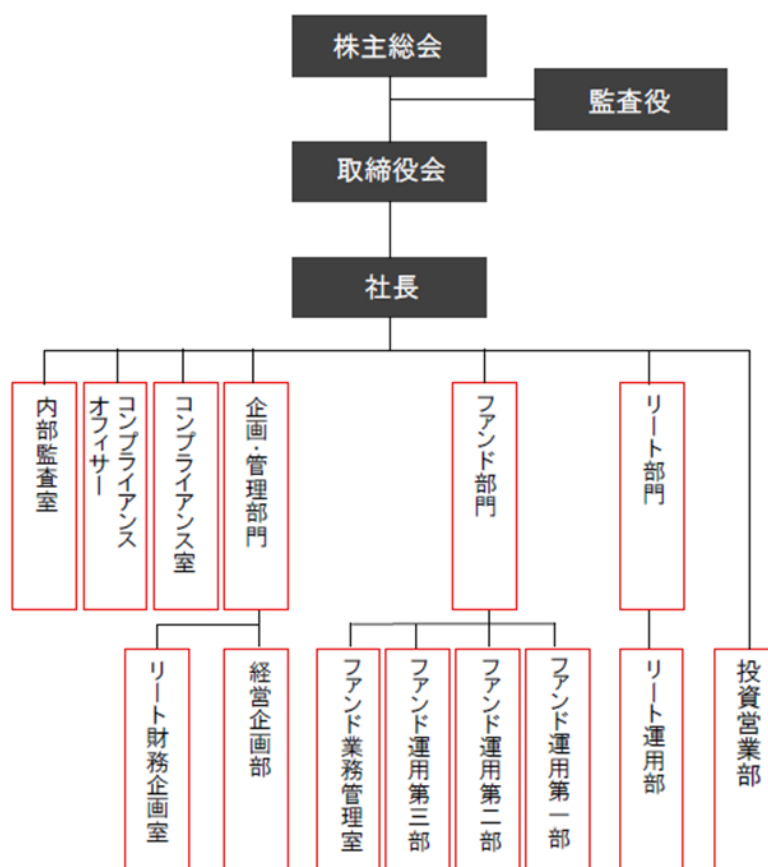 株主総会
監査役
取締役会
社長
内部監査室
コンプライアンス
オフィサー
コンプライアンス室
企画・管理部門
ファンド部門
リート部門
リート財務企画室
経営企画部
ファンド業務管理室
ファンド運用第三部
ファンド運用第二部
ファンド運用第一部
リート運用部
投資営業部